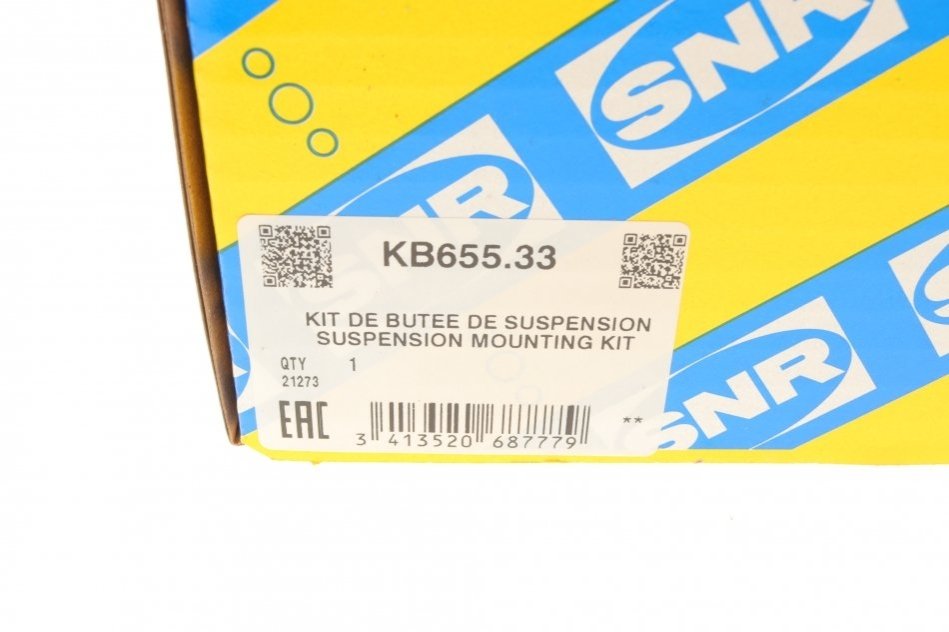 SNR
SNR
KB655.33
KIT DE BUTEE DE SUSPENSION
SUSPENSION MOUNTING KIT
QTY 1
21273
EAC
3 413520 687779
**
SNR